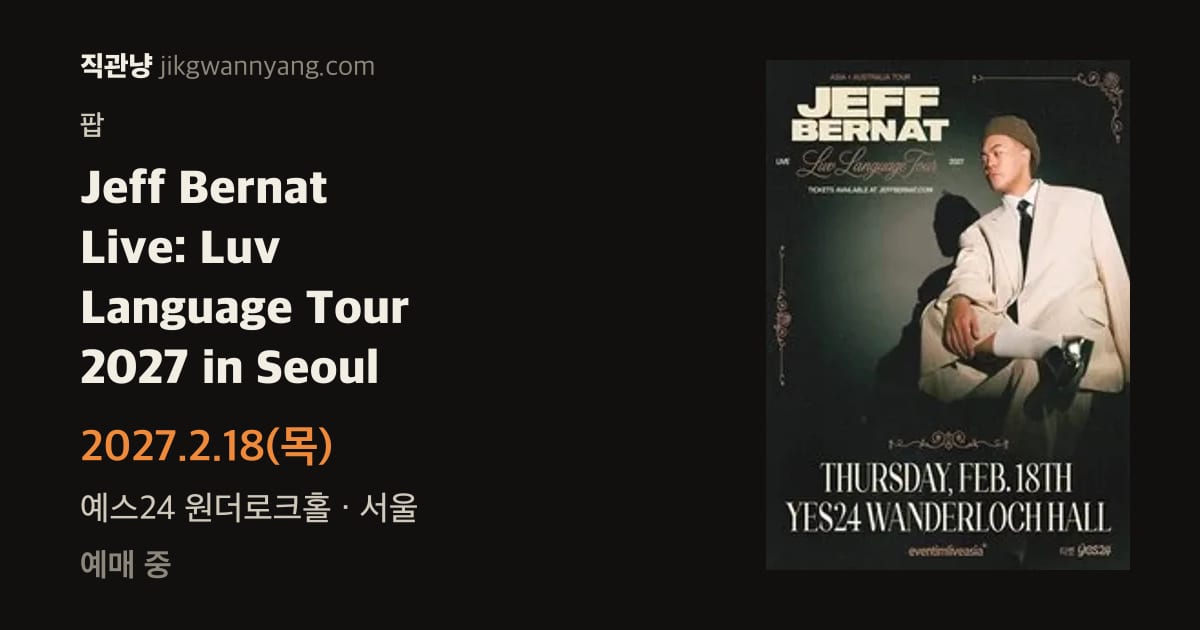 직관냥 jikgwannyang.com
팝
Jeff Bernat
Live: Luv
Language Tour
2027 in Seoul
2027.2.18(목)
예스24 원더로크홀 · 서울
예매 중
ASIA + AUSTRALIA TOUR
JEFF
BERNAT
LIVE Luv Language Tour 2027
TICKETS AVAILABLE AT JEFFBERNAT.COM
THURSDAY, FEB. 18TH
YES24 WANDERLOCH HALL
eventimliveasia
티켓 yes24